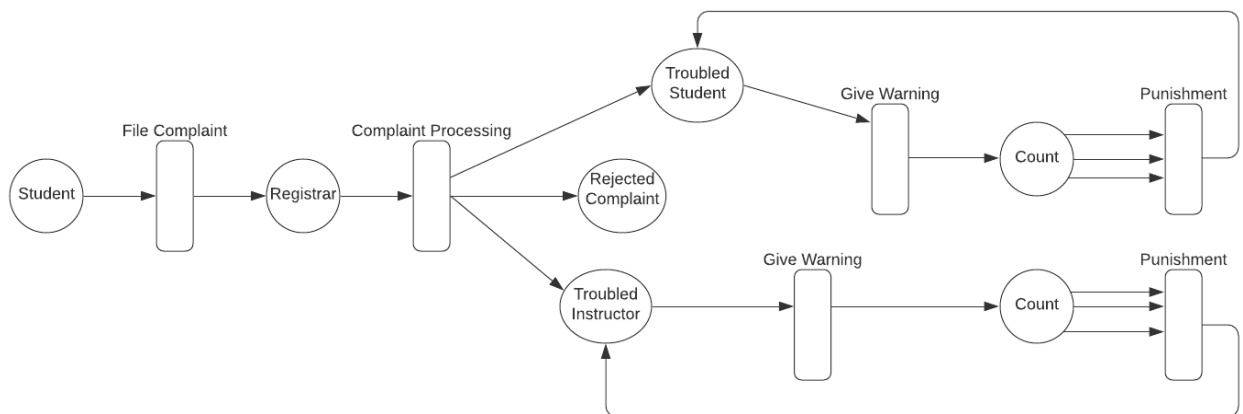 Troubled
Student
Give Warning
Punishment
File Complaint
Complaint Processing
Count
Student
Registrar
Rejected
Complaint
Give Warning
Punishment
Troubled
Instructor
Count